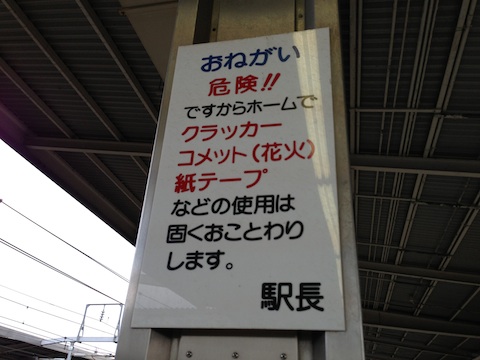 おねがい
危険!!
ですからホームで
クラッカー
コメット(花火)
紙テープ
などの使用は
固くおことわり
します。
駅長